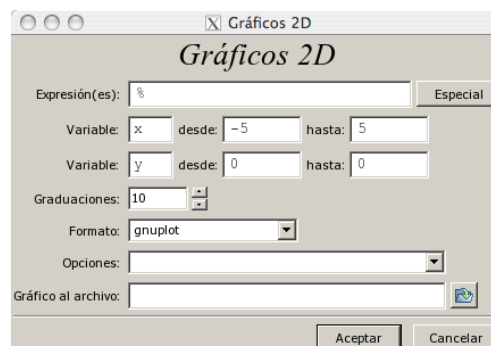 Gráficos 2D
Gráficos 2D
Expresión(es): % Especial
Variable: x desde: -5 hasta: 5
Variable: y desde: 0 hasta: 0
Graduaciones: 10
Formato: gnuplot
Opciones:
Gráfico al archivo:
Aceptar Cancelar